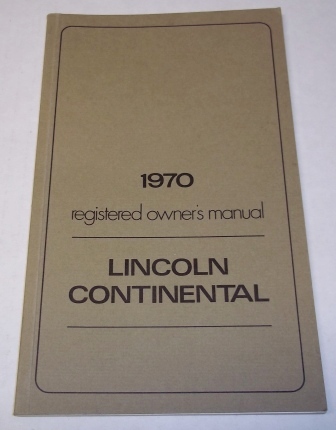 1970
registered owner's manual
LINCOLN
CONTINENTAL